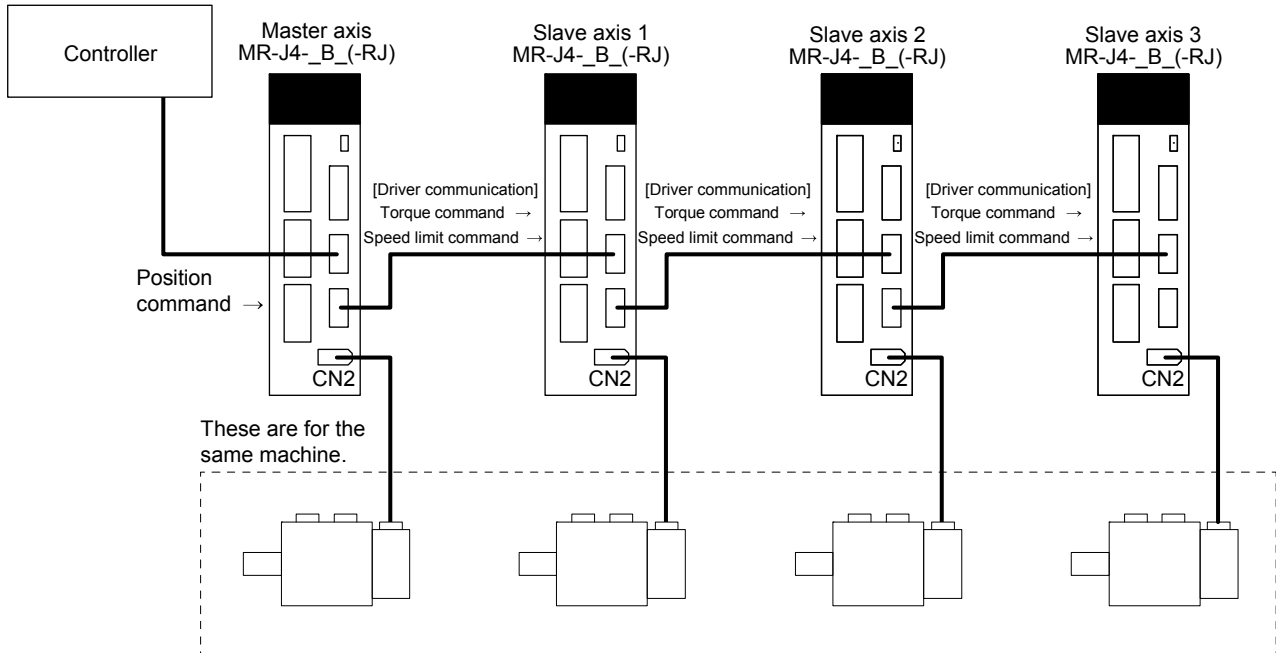 Controller
Master axis
MR-J4-_B_(-RJ)
Slave axis 1
MR-J4-_B_(-RJ)
Slave axis 2
MR-J4-_B_(-RJ)
Slave axis 3
MR-J4-_B_(-RJ)
[Driver communication]
Torque command →
Speed limit command →
[Driver communication]
Torque command →
Speed limit command →
[Driver communication]
Torque command →
Speed limit command →
Position
command →
CN2
CN2
CN2
CN2
These are for the
same machine.